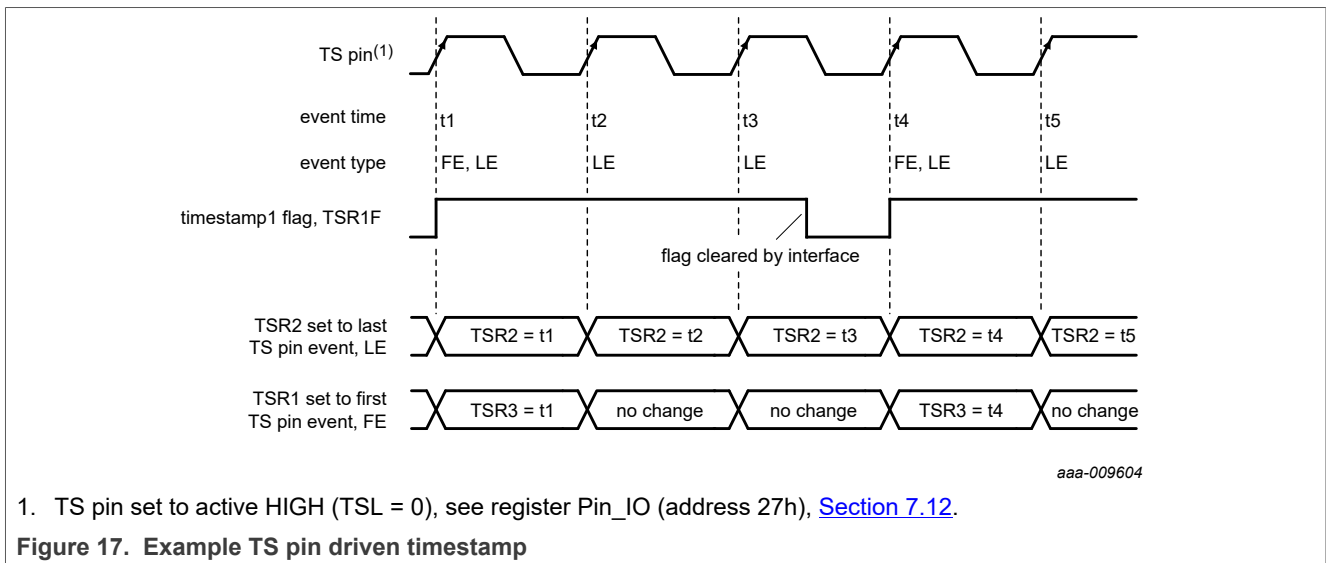 TS pin(1)
event time
t1
t2
t3
t4
t5
event type
FE, LE
LE
LE
FE, LE
LE
timestamp1 flag, TSR1F
flag cleared by interface
TSR2 set to last
TS pin event, LE
TSR2 = t1
TSR2 = t2
TSR2 = t3
TSR2 = t4
TSR2 = t5
TSR1 set to first
TS pin event, FE
TSR3 = t1
no change
no change
TSR3 = t4
no change
aaa-009604
1. TS pin set to active HIGH (TSL = 0), see register Pin_IO (address 27h), Section 7.12.
Figure 17. Example TS pin driven timestamp